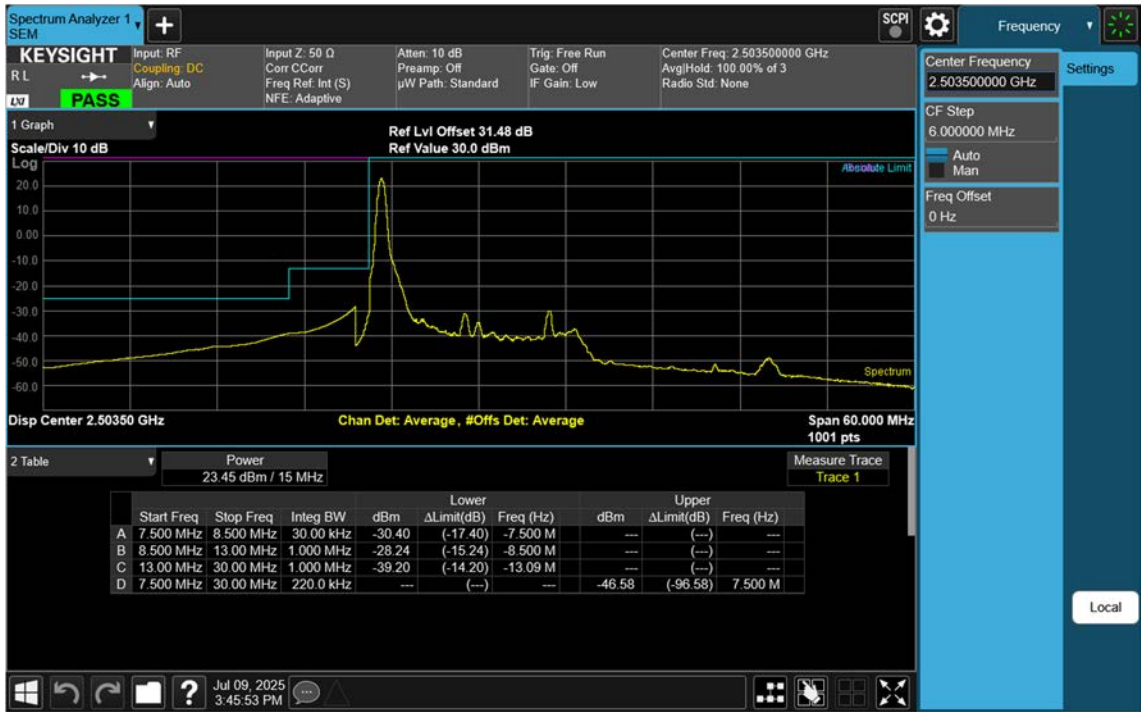 Spectrum Analyzer 1
SEM
SCPI
Frequency
KEYSIGHT
R L
LXI
PASS
Input: RF
Coupling: DC
Align: Auto
Input Z: 50 Ω
Corr CCorr
Freq Ref: Int (S)
NFE: Adaptive
Atten: 10 dB
Preamp: Off
µW Path: Standard
Trig: Free Run
Gate: Off
IF Gain: Low
Center Freq: 2.503500000 GHz
Avg|Hold: 100.00% of 3
Radio Std: None
Center Frequency
2.503500000 GHz
Settings
CF Step
6.000000 MHz
Auto
Man
Freq Offset
0 Hz
1 Graph
Ref Lvl Offset 31.48 dB
Scale/Div 10 dB
Ref Value 30.0 dBm
Log
Absolute Limit
20.0
10.0
0.00
-10.0
-20.0
-30.0
-40.0
-50.0
Spectrum
-60.0
Disp Center 2.50350 GHz
Chan Det: Average, #Offs Det: Average
Span 60.000 MHz
1001 pts
2 Table
Power
23.45 dBm / 15 MHz
Measure Trace
Trace 1
Lower Upper
Start Freq Stop Freq Integ BW dBm ΔLimit(dB) Freq (Hz) dBm ΔLimit(dB) Freq (Hz)
A 7.500 MHz 8.500 MHz 30.00 kHz -30.40 (-17.40) -7.500 M --- (---) ---
B 8.500 MHz 13.00 MHz 1.000 MHz -28.24 (-15.24) -8.500 M --- (---) ---
C 13.00 MHz 30.00 MHz 1.000 MHz -39.20 (-14.20) -13.09 M --- (---) ---
D 7.500 MHz 30.00 MHz 220.0 kHz --- (---) --- -46.58 (-96.58) 7.500 M
Local
?
Jul 09, 2025
3:45:53 PM